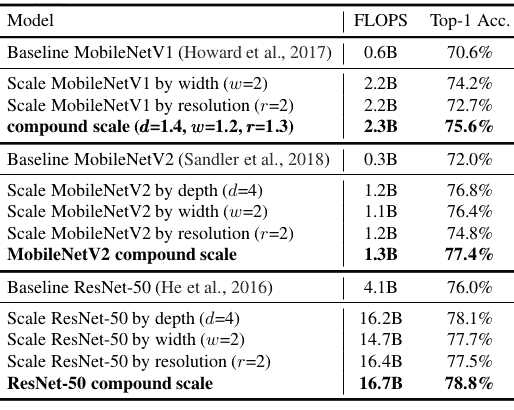 Model FLOPS Top-1 Acc.
Baseline MobileNetV1 (Howard et al., 2017) 0.6B 70.6%
Scale MobileNetV1 by width (w=2) 2.2B 74.2%
Scale MobileNetV1 by resolution (r=2) 2.2B 72.7%
compound scale (d=1.4, w=1.2, r=1.3) 2.3B 75.6%
Baseline MobileNetV2 (Sandler et al., 2018) 0.3B 72.0%
Scale MobileNetV2 by depth (d=4) 1.2B 76.8%
Scale MobileNetV2 by width (w=2) 1.1B 76.4%
Scale MobileNetV2 by resolution (r=2) 1.2B 74.8%
MobileNetV2 compound scale 1.3B 77.4%
Baseline ResNet-50 (He et al., 2016) 4.1B 76.0%
Scale ResNet-50 by depth (d=4) 16.2B 78.1%
Scale ResNet-50 by width (w=2) 14.7B 77.7%
Scale ResNet-50 by resolution (r=2) 16.4B 77.5%
ResNet-50 compound scale 16.7B 78.8%